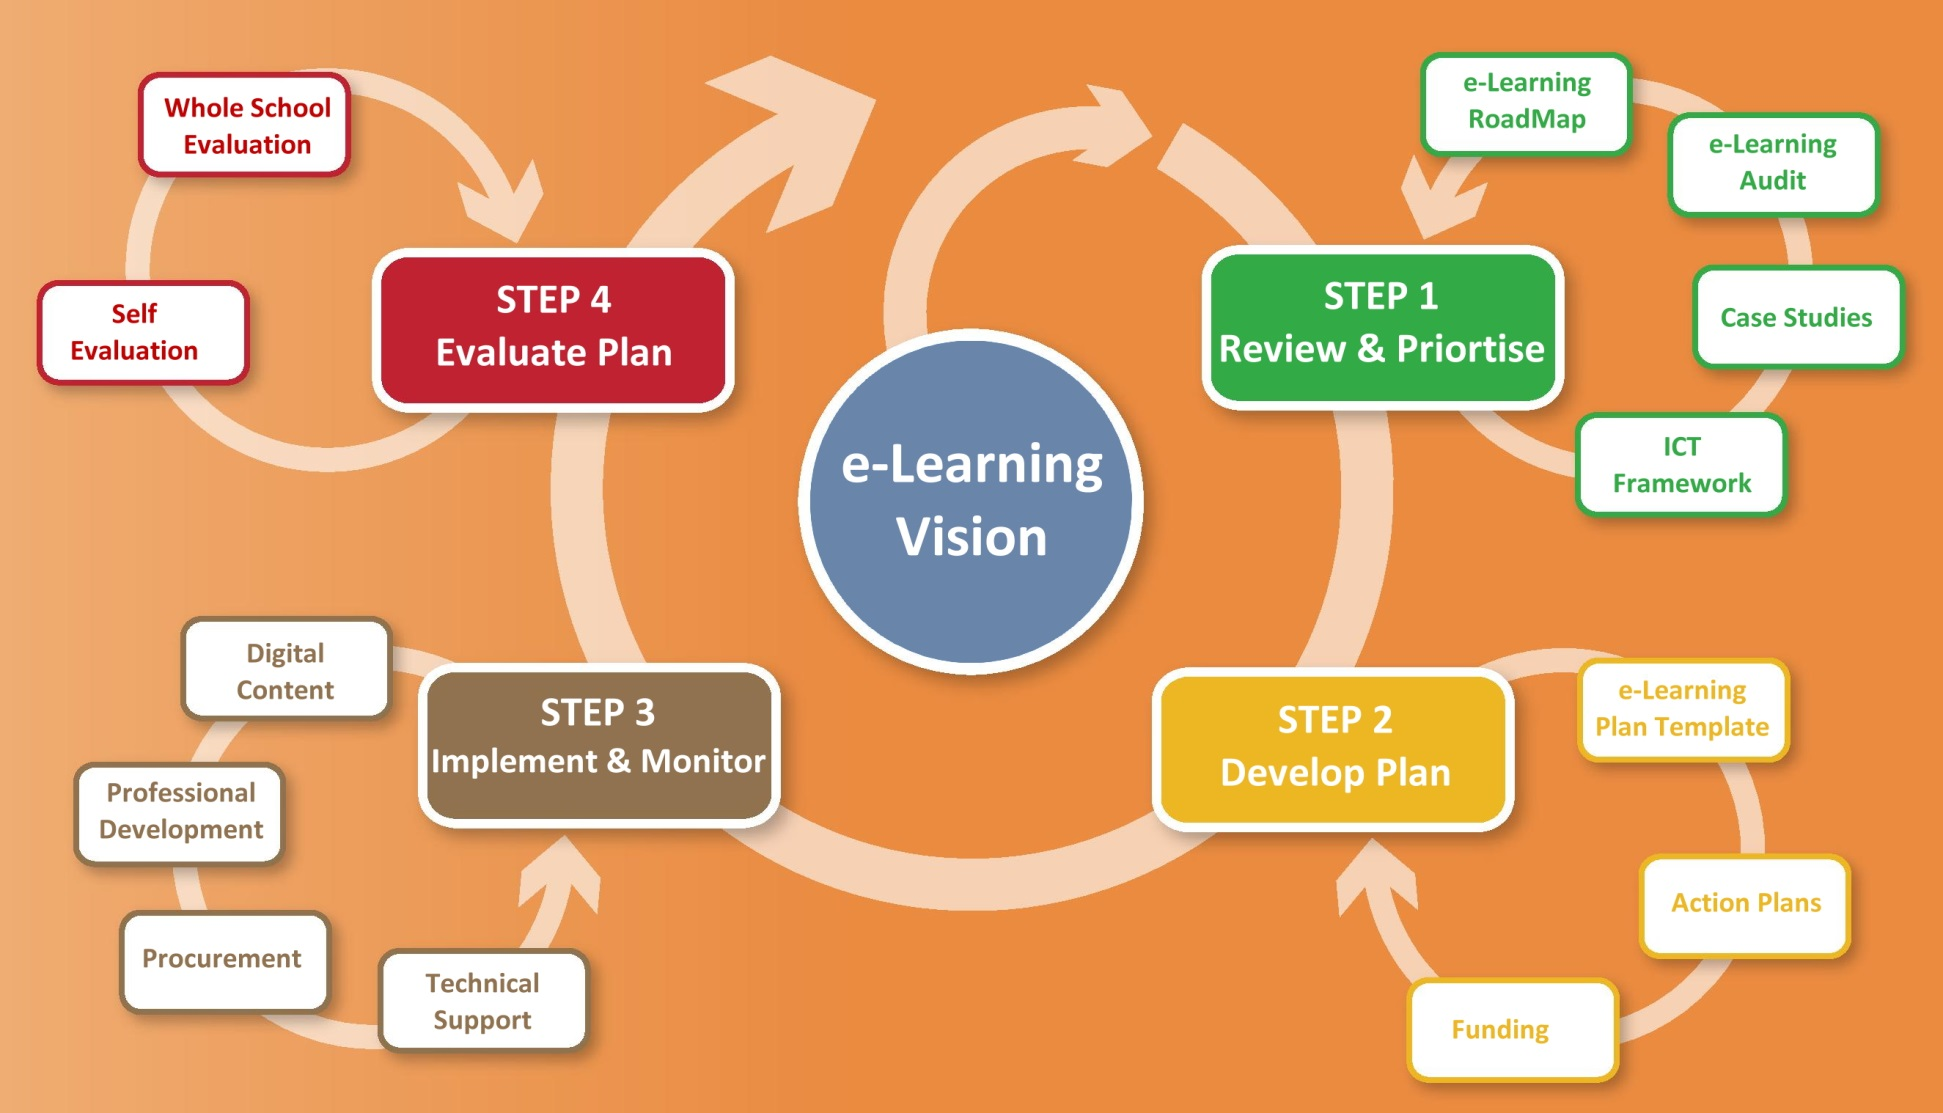 e-Learning
Vision
STEP 1
Review & Priortise
e-Learning
RoadMap
e-Learning
Audit
Case Studies
ICT
Framework
STEP 2
Develop Plan
e-Learning
Plan Template
Action Plans
Funding
STEP 3
Implement & Monitor
Digital
Content
Professional
Development
Procurement
Technical
Support
STEP 4
Evaluate Plan
Whole School
Evaluation
Self
Evaluation